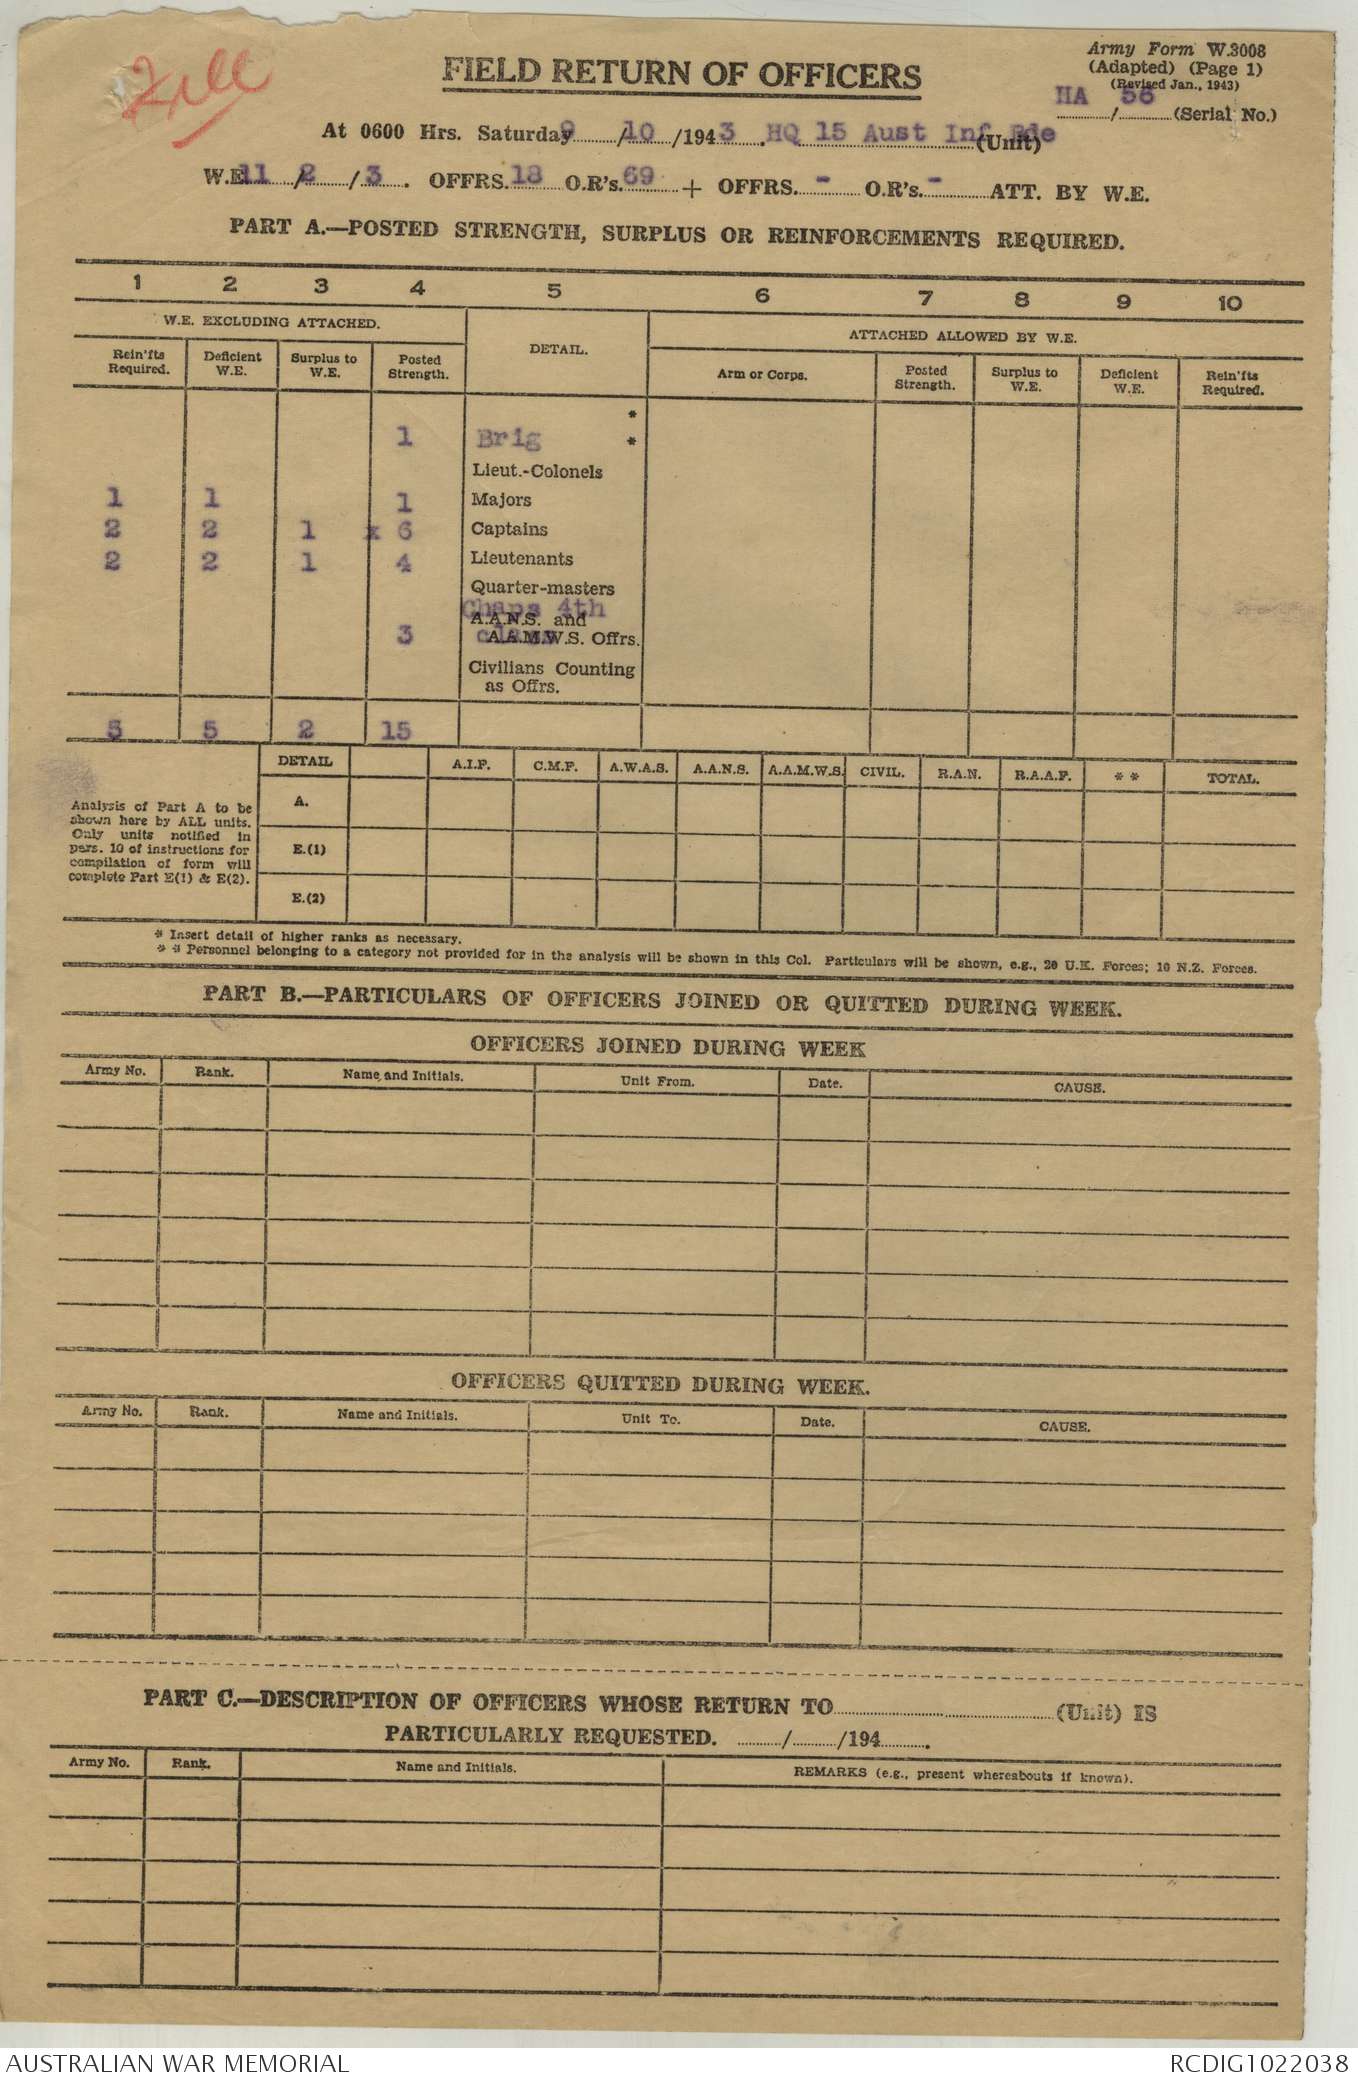 Army Form W.3008
(Adapted) (Page 1)
(Revised Jan., 1943)
HA / 56 (Serial No.)
FIELD RETURN OF OFFICERS
At 0600 Hrs. Saturday 9 / 10 / 1943. HQ 15 Aust Inf Bde (Unit)
W.E. 11 / 2 / 3. OFFRS. 18 O.R's. 69 + OFFRS. - O.R's. - ATT. BY W.E.
PART A.—POSTED STRENGTH, SURPLUS OR REINFORCEMENTS REQUIRED.
1 2 3 4 5 6 7 8 9 10
W.E. EXCLUDING ATTACHED. DETAIL. ATTACHED ALLOWED BY W.E.
Rein'fts Required. Deficient W.E. Surplus to W.E. Posted Strength. Arm or Corps. Posted Strength. Surplus to W.E. Deficient W.E. Rein'fts Required.
*
1 Brig *
Lieut.-Colonels
1 1 1 Majors
2 2 1 x 6 Captains
2 2 1 4 Lieutenants
Quarter-masters
Chaps 4th
A.A.N.S. and
3 class A.A.M.W.S. Offrs.
Civilians Counting
as Offrs.
5 5 2 15
DETAIL A.I.F. C.M.F. A.W.A.S. A.A.N.S. A.A.M.W.S. CIVIL. R.A.N. R.A.A.F. * * TOTAL.
Analysis of Part A to be
shown here by ALL units.
Only units notified in
para. 10 of instructions for
compilation of form will
complete Part E(1) & E(2).
A.
E.(1)
E.(2)
* Insert detail of higher ranks as necessary.
* * Personnel belonging to a category not provided for in the analysis will be shown in this Col. Particulars will be shown, e.g., 20 U.K. Forces; 10 N.Z. Forces.
PART B.—PARTICULARS OF OFFICERS JOINED OR QUITTED DURING WEEK.
OFFICERS JOINED DURING WEEK
Army No. Rank. Name and Initials. Unit From. Date. CAUSE.
OFFICERS QUITTED DURING WEEK.
Army No. Rank. Name and Initials. Unit To. Date. CAUSE.
PART C.—DESCRIPTION OF OFFICERS WHOSE RETURN TO (Unit) IS
PARTICULARLY REQUESTED. / /194 .
Army No. Rank. Name and Initials. REMARKS (e.g., present whereabouts if known).
AUSTRALIAN WAR MEMORIAL RCDIG1022038